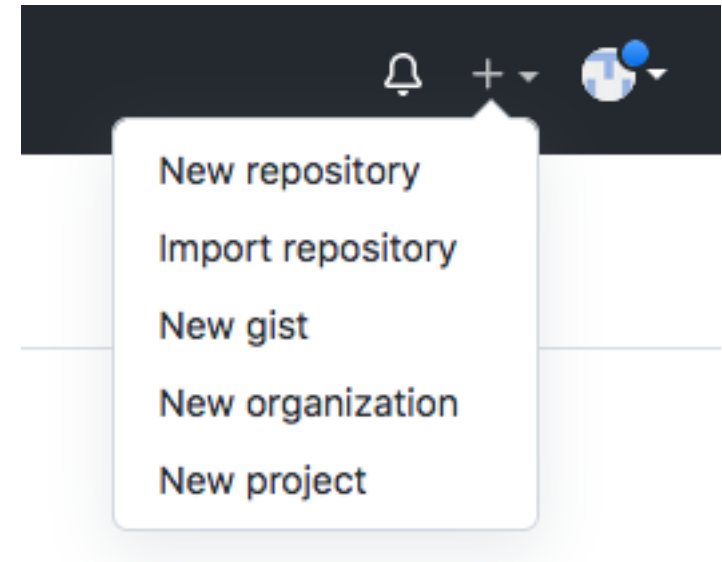 New repository
Import repository
New gist
New organization
New project